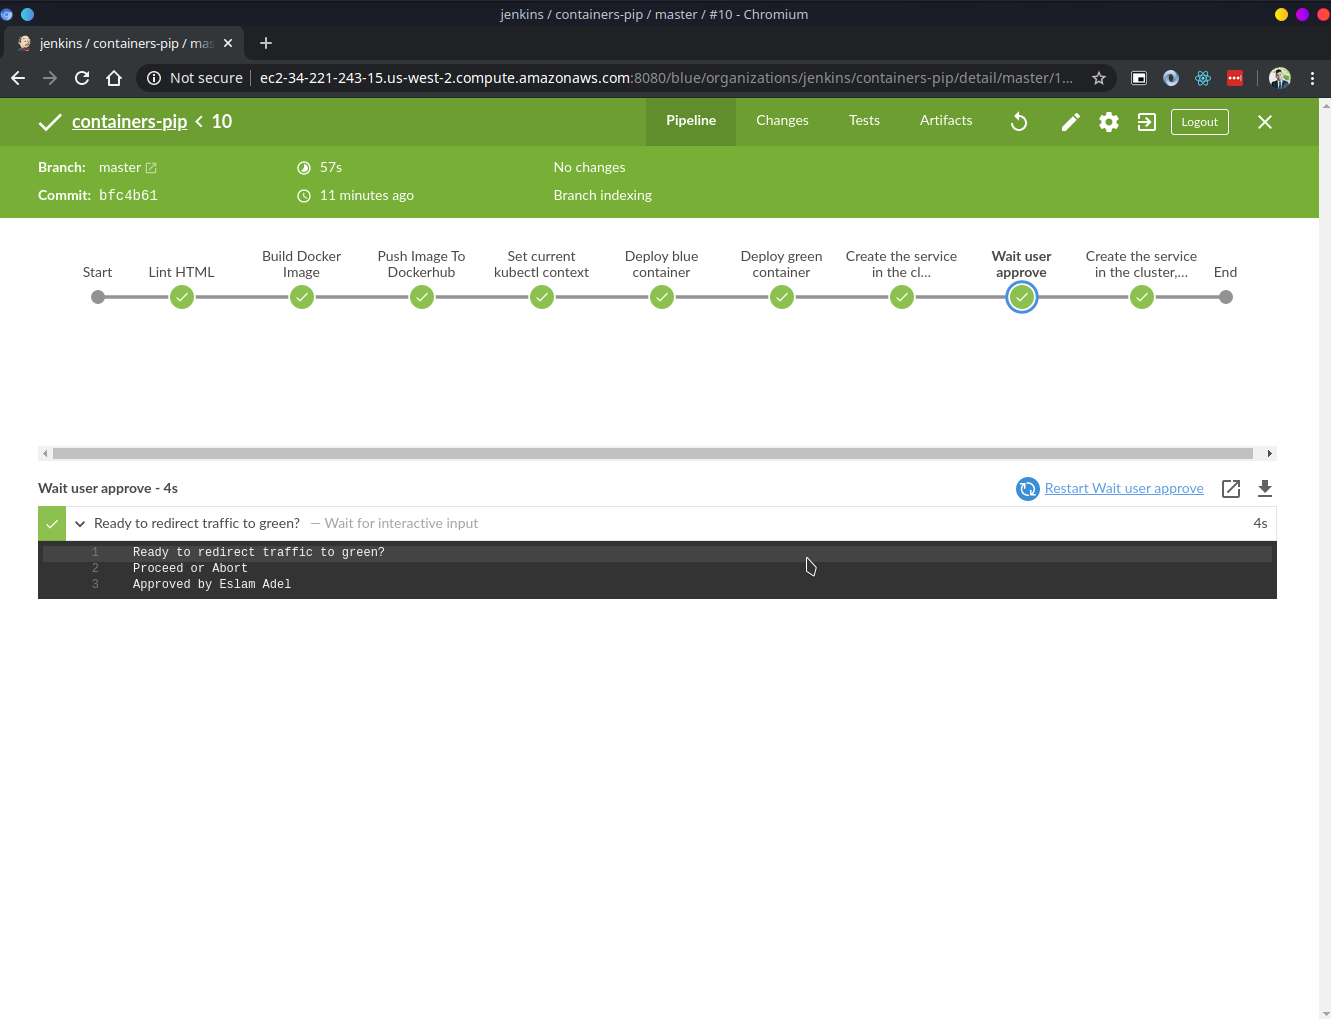 jenkins / containers-pip / master / #10 - Chromium
jenkins / containers-pip / mas
Not secure
ec2-34-221-243-15.us-west-2.compute.amazonaws.com:8080/blue/organizations/jenkins/containers-pip/detail/master/1...
containers-pip < 10
Pipeline
Changes
Tests
Artifacts
Logout
Branch: master
57s
No changes
Commit: bfc4b61
11 minutes ago
Branch indexing
Start
Lint HTML
Build Docker
Image
Push Image To
Dockerhub
Set current
kubectl context
Deploy blue
container
Deploy green
container
Create the service
in the cl...
Wait user
approve
Create the service
in the cluster,...
End
Wait user approve - 4s
Restart Wait user approve
Ready to redirect traffic to green? — Wait for interactive input
4s
1 Ready to redirect traffic to green?
2 Proceed or Abort
3 Approved by Eslam Adel